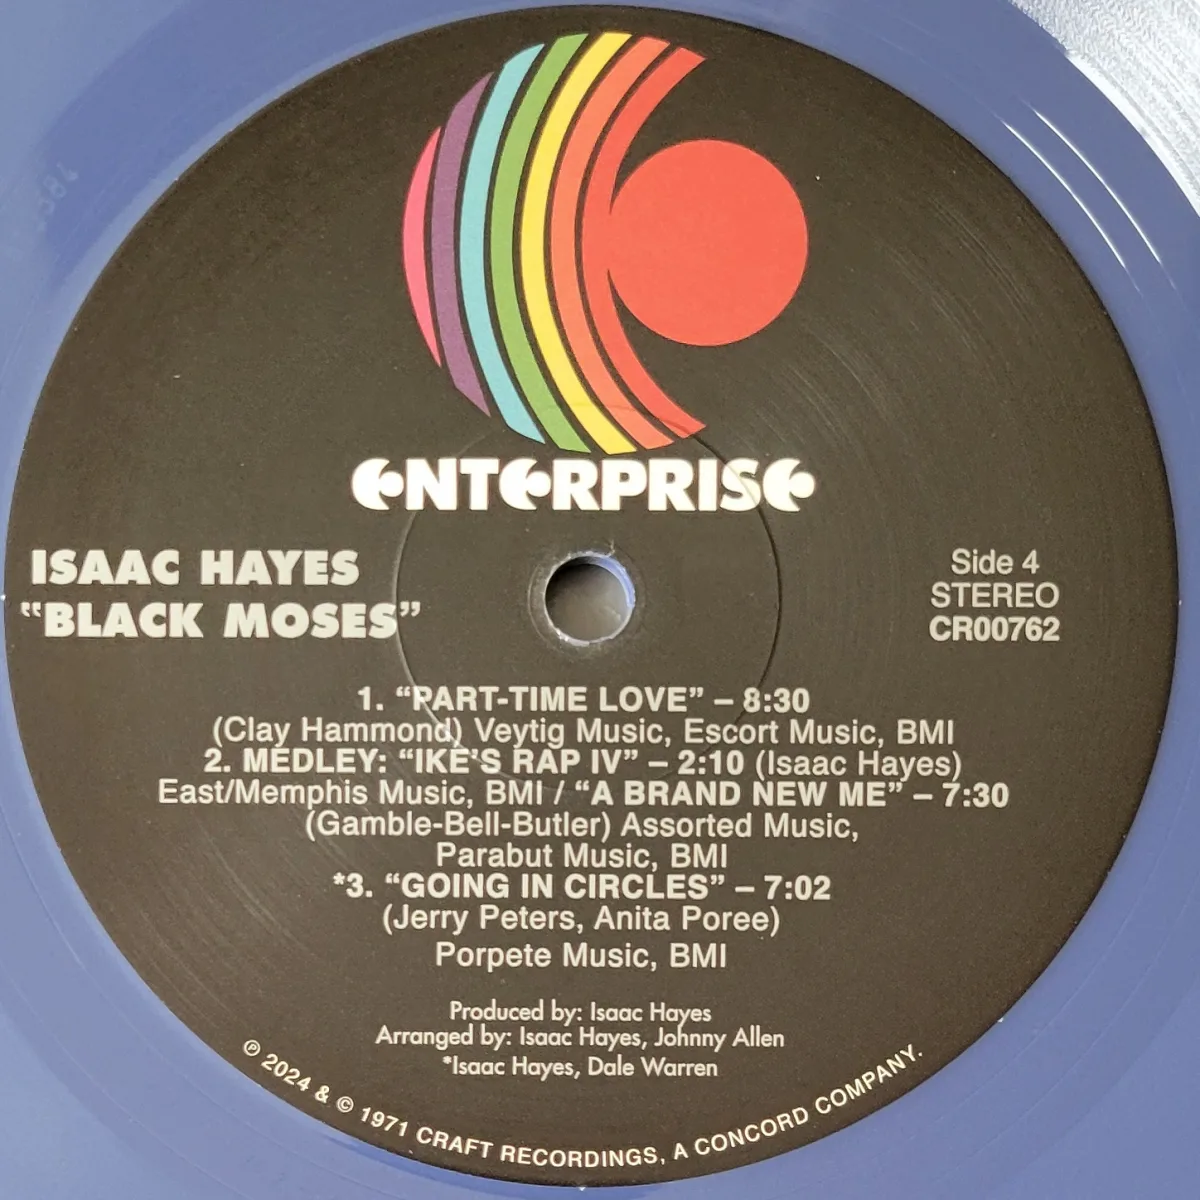 ENTERPRISE
ISAAC HAYES
“BLACK MOSES”
Side 4
STEREO
CR00762
1. “PART-TIME LOVE” – 8:30
(Clay Hammond) Veytig Music, Escort Music, BMI
2. MEDLEY: “IKE’S RAP IV” – 2:10 (Isaac Hayes)
East/Memphis Music, BMI / “A BRAND NEW ME” – 7:30
(Gamble-Bell-Butler) Assorted Music,
Parabut Music, BMI
*3. “GOING IN CIRCLES” – 7:02
(Jerry Peters, Anita Poree)
Porpete Music, BMI
Produced by: Isaac Hayes
Arranged by: Isaac Hayes, Johnny Allen
*Isaac Hayes, Dale Warren
℗ 2024 & © 1971 CRAFT RECORDINGS, A CONCORD COMPANY.